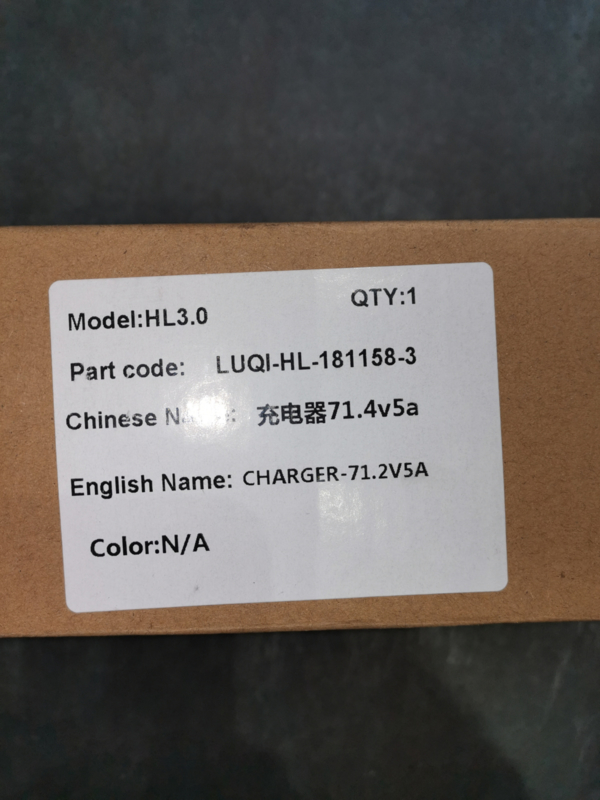 QTY:1
Model:HL3.0
Part code: LUQI-HL-181158-3
Chinese Name: 充电器71.4v5a
English Name: CHARGER-71.2V5A
Color:N/A